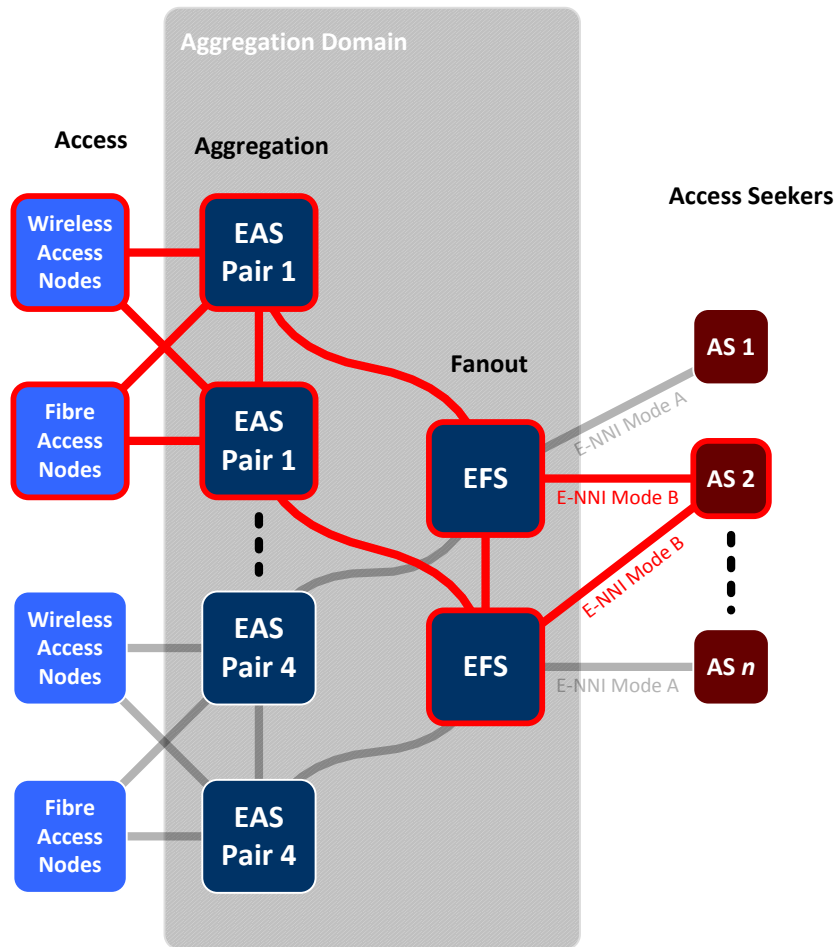 Aggregation Domain
Access
Aggregation
Access Seekers
Wireless
Access
Nodes
EAS
Pair 1
AS 1
Fanout
E-NNI Mode A
Fibre
Access
Nodes
EAS
Pair 1
EFS
AS 2
E-NNI Mode B
E-NNI Mode B
Wireless
Access
Nodes
EAS
Pair 4
EFS
AS n
E-NNI Mode A
Fibre
Access
Nodes
EAS
Pair 4